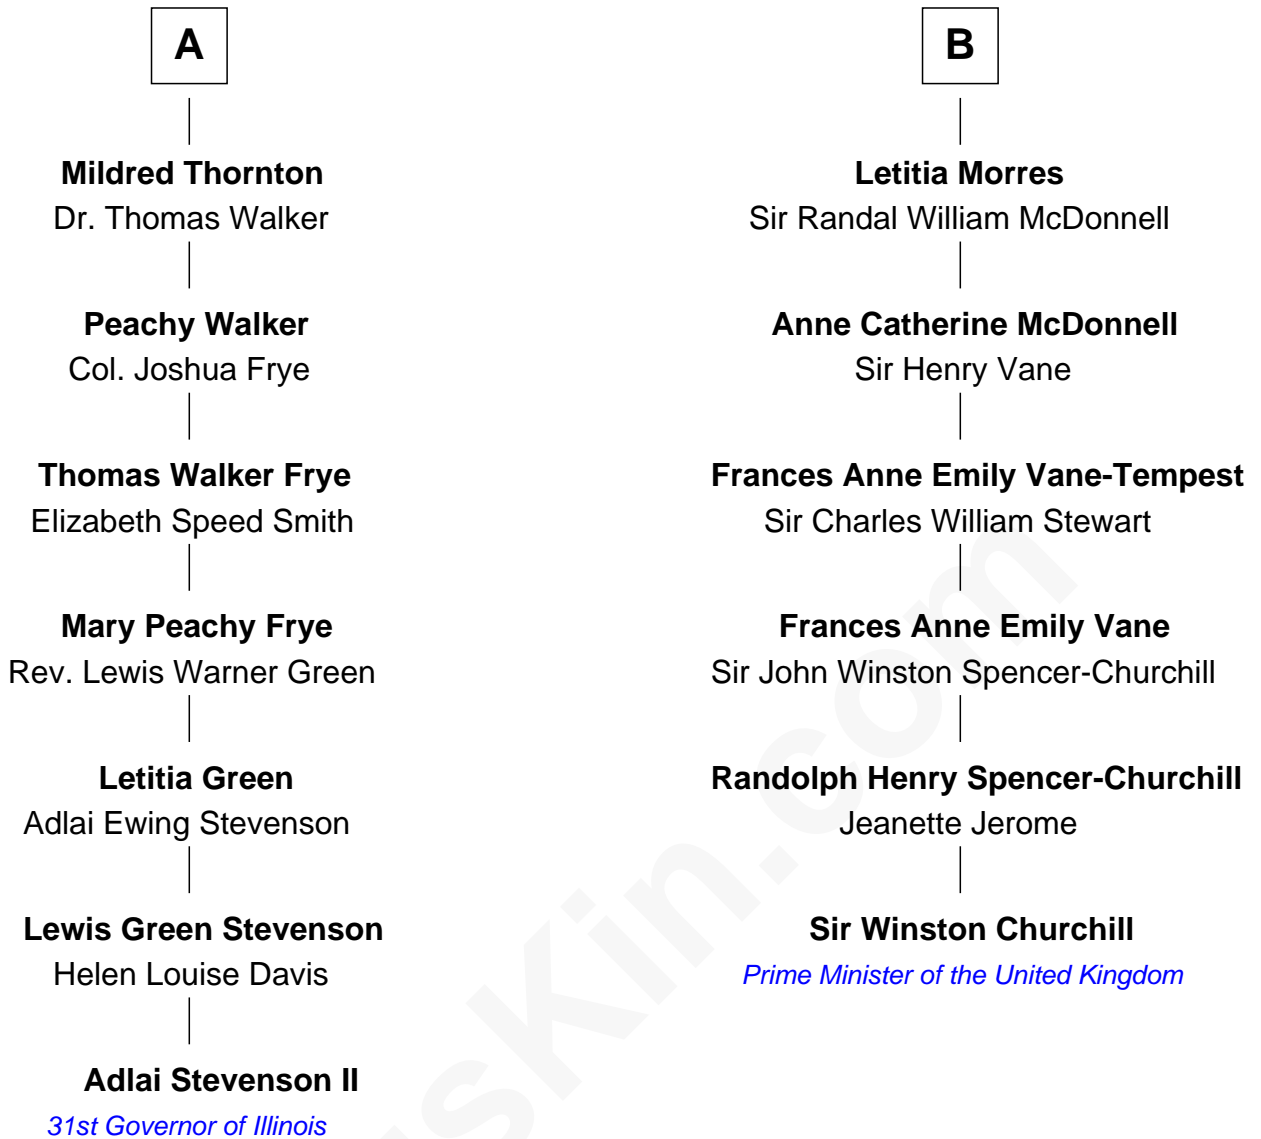 A
Mildred Thornton
Dr. Thomas Walker
Peachy Walker
Col. Joshua Frye
Thomas Walker Frye
Elizabeth Speed Smith
Mary Peachy Frye
Rev. Lewis Warner Green
Letitia Green
Adlai Ewing Stevenson
Lewis Green Stevenson
Helen Louise Davis
Adlai Stevenson II
31st Governor of Illinois
B
Letitia Morres
Sir Randal William McDonnell
Anne Catherine McDonnell
Sir Henry Vane
Frances Anne Emily Vane-Tempest
Sir Charles William Stewart
Frances Anne Emily Vane
Sir John Winston Spencer-Churchill
Randolph Henry Spencer-Churchill
Jeanette Jerome
Sir Winston Churchill
Prime Minister of the United Kingdom
sKin.com